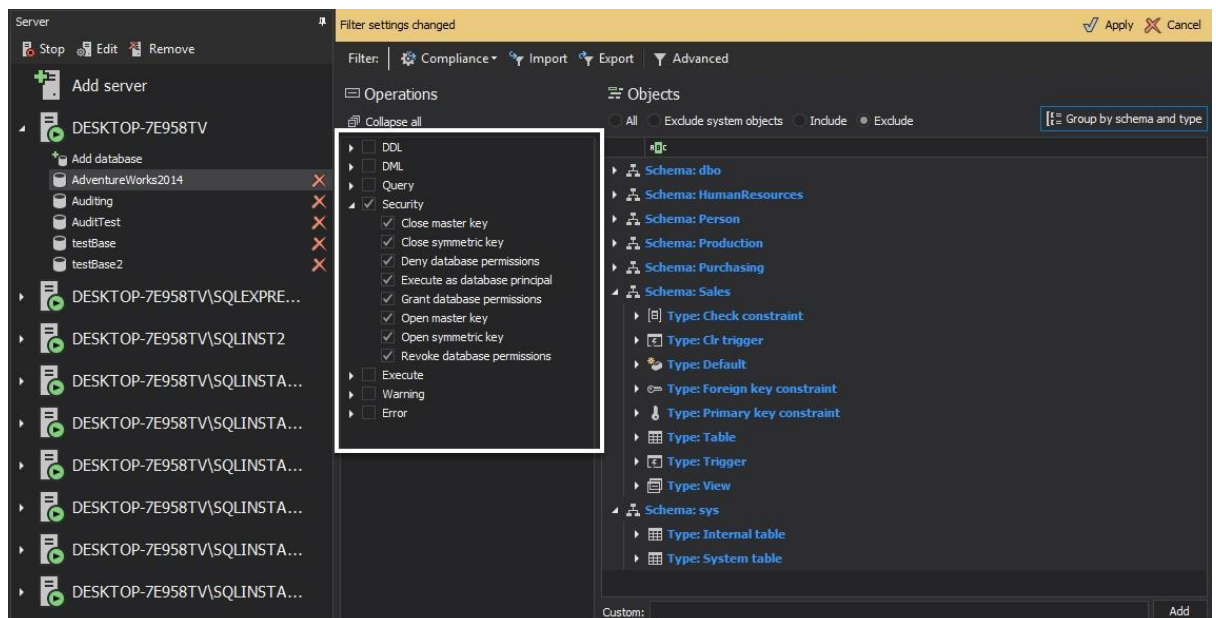 Server
Stop Edit Remove
Add server
DESKTOP-7E958TV
Add database
AdventureWorks2014
Auditing
AuditTest
testBase
testBase2
DESKTOP-7E958TV\SQLEXPRE...
DESKTOP-7E958TV\SQLINST2
DESKTOP-7E958TV\SQLINSTA...
DESKTOP-7E958TV\SQLINSTA...
DESKTOP-7E958TV\SQLINSTA...
DESKTOP-7E958TV\SQLINSTA...
DESKTOP-7E958TV\SQLINSTA...
DESKTOP-7E958TV\SQLINSTA...
Filter settings changed
Apply Cancel
Filter: Compliance Import Export Advanced
Operations
Collapse all
DDL
DML
Query
Security
Close master key
Close symmetric key
Deny database permissions
Execute as database principal
Grant database permissions
Open master key
Open symmetric key
Revoke database permissions
Execute
Warning
Error
Objects
All Exclude system objects Include Exclude
Group by schema and type
Schema: dbo
Schema: HumanResources
Schema: Person
Schema: Production
Schema: Purchasing
Schema: Sales
Type: Check constraint
Type: Clr trigger
Type: Default
Type: Foreign key constraint
Type: Primary key constraint
Type: Table
Type: Trigger
Type: View
Schema: sys
Type: Internal table
Type: System table
Custom:
Add